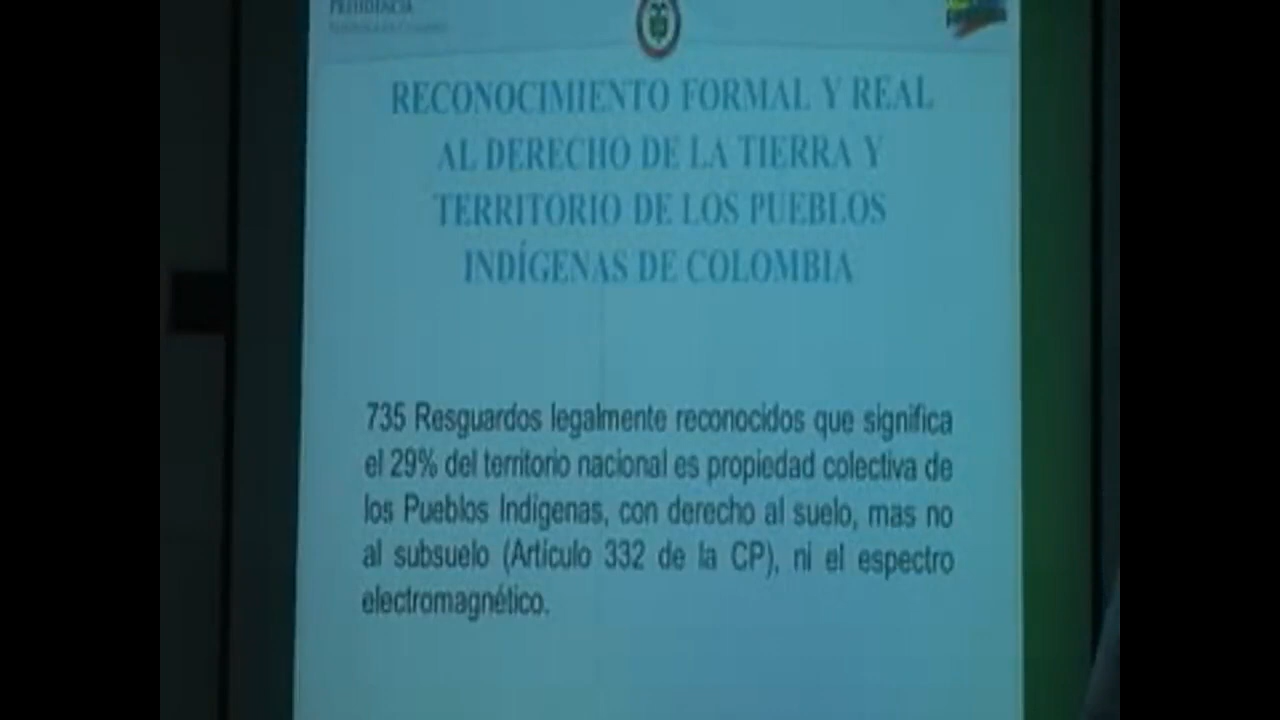 PRESIDENCIA
RECONOCIMIENTO FORMAL Y REAL
AL DERECHO DE LA TIERRA Y
TERRITORIO DE LOS PUEBLOS
INDÍGENAS DE COLOMBIA
735 Resguardos legalmente reconocidos que significa
el 29% del territorio nacional es propiedad colectiva de
los Pueblos Indígenas, con derecho al suelo, mas no
al subsuelo (Artículo 332 de la CP), ni el espectro
electromagnético.